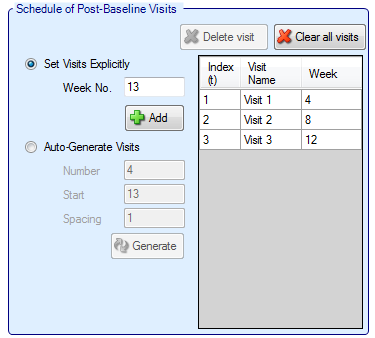 Schedule of Post-Baseline Visits
Delete visit
Clear all visits
Set Visits Explicitly
Week No. 13
Add
Auto-Generate Visits
Number 4
Start 13
Spacing 1
Generate
Index (t) Visit Name Week
1 Visit 1 4
2 Visit 2 8
3 Visit 3 12